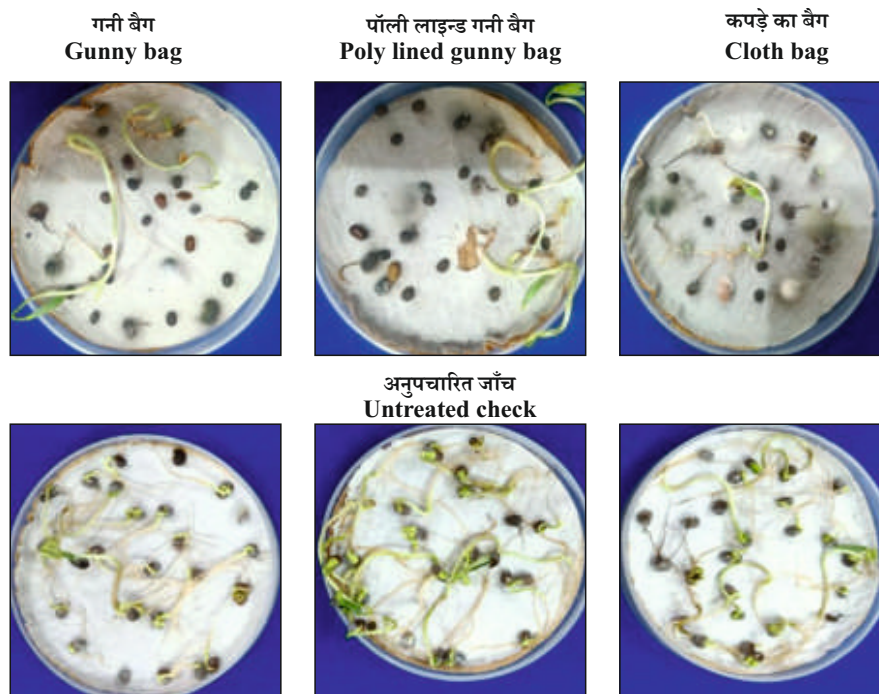 गनी बैग
Gunny bag
पॉली लाइन्ड गनी बैग
Poly lined gunny bag
कपड़े का बैग
Cloth bag
अनुपचारित जाँच
Untreated check